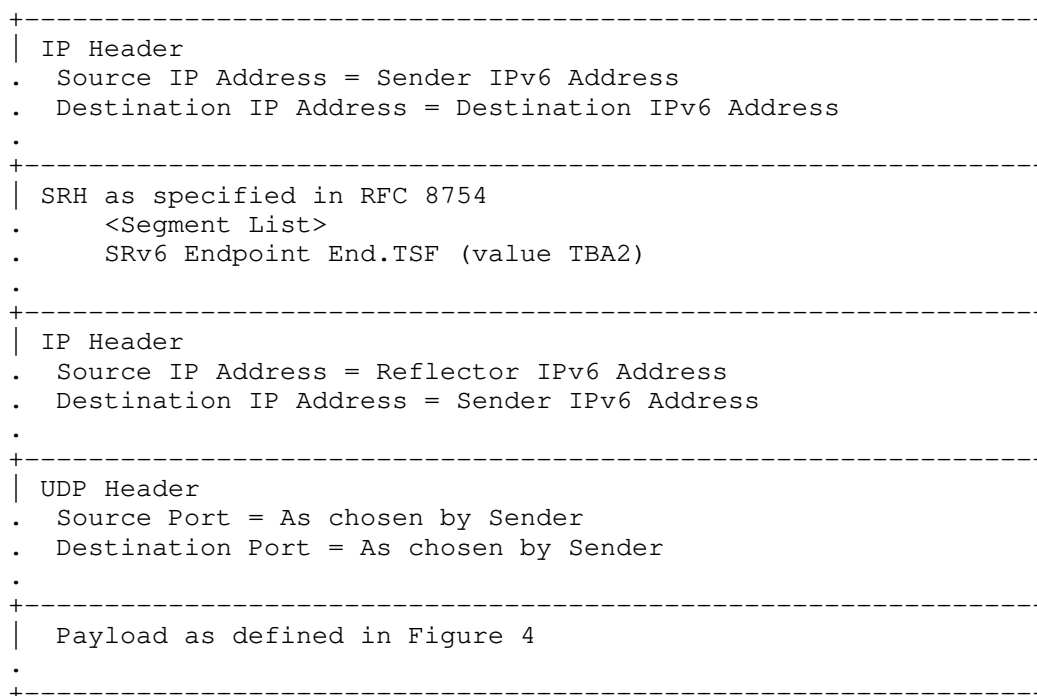 +---------------------------------------------------------------
| IP Header
.  Source IP Address = Sender IPv6 Address
.  Destination IP Address = Destination IPv6 Address
.
+---------------------------------------------------------------
| SRH as specified in RFC 8754
.     <Segment List>
.     SRv6 Endpoint End.TSF (value TBA2)
.
+---------------------------------------------------------------
| IP Header
.  Source IP Address = Reflector IPv6 Address
.  Destination IP Address = Sender IPv6 Address
.
+---------------------------------------------------------------
| UDP Header
.  Source Port = As chosen by Sender
.  Destination Port = As chosen by Sender
.
+---------------------------------------------------------------
|  Payload as defined in Figure 4
.
+---------------------------------------------------------------